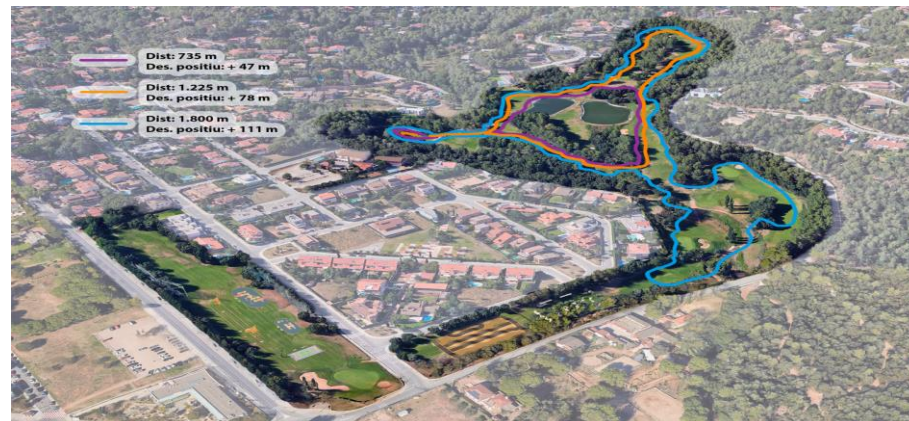 Dist: 735 m
Des. positiu: + 47 m
Dist: 1.225 m
Des. positiu: + 78 m
Dist: 1.800 m
Des. positiu: + 111 m